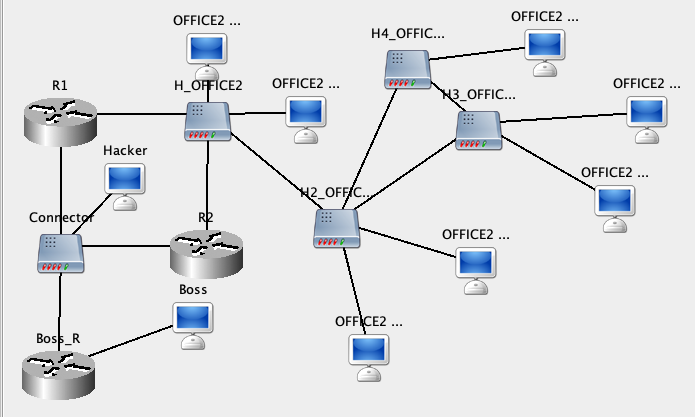 OFFICE2 ...
H4_OFFIC...
OFFICE2 ...
R1
H_OFFICE2
OFFICE2 ...
H3_OFFIC...
OFFICE2 ...
Hacker
OFFICE2 ...
H2_OFFIC...
Connector
R2
OFFICE2 ...
Boss
OFFICE2 ...
Boss_R